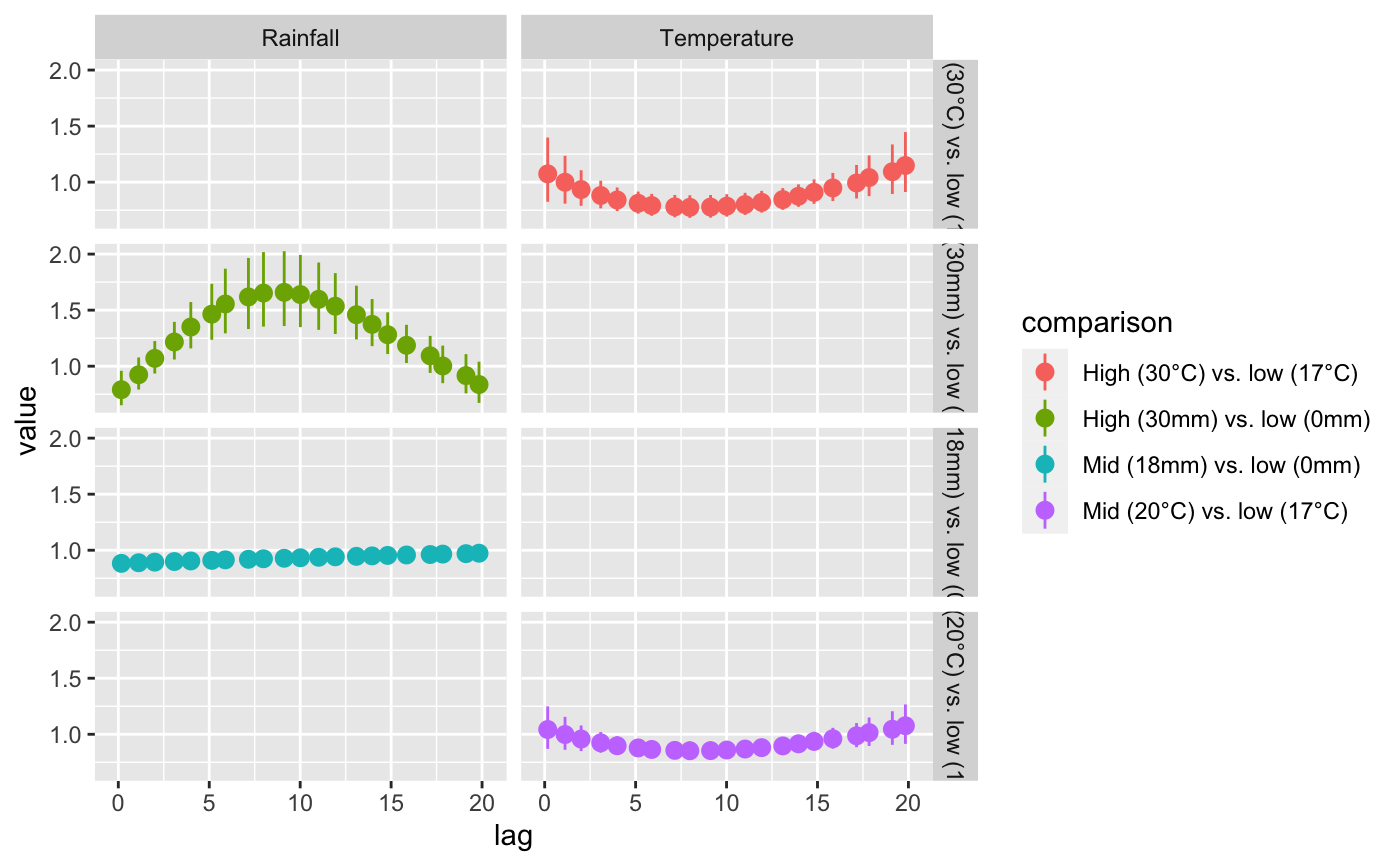 Rainfall Temperature
2.0
1.5
1.0
(30°C) vs. low (
2.0
1.5
1.0
(30mm) vs. low (
2.0
1.5
1.0
18mm) vs. low (
2.0
1.5
1.0
(20°C) vs. low (1
0 5 10 15 20 0 5 10 15 20
lag
value
comparison
High (30°C) vs. low (17°C)
High (30mm) vs. low (0mm)
Mid (18mm) vs. low (0mm)
Mid (20°C) vs. low (17°C)